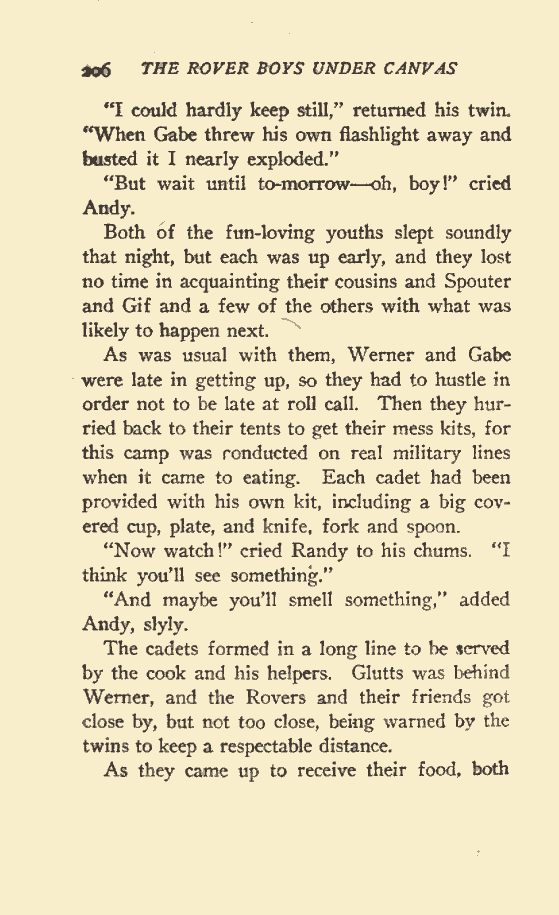 206 THE ROVER BOYS UNDER CANVAS
"I could hardly keep still," returned his twin.
"When Gabe threw his own flashlight away and
busted it I nearly exploded."
"But wait until to-morrow—oh, boy!" cried
Andy.
Both of the fun-loving youths slept soundly
that night, but each was up early, and they lost
no time in acquainting their cousins and Spouter
and Gif and a few of the others with what was
likely to happen next.
As was usual with them, Werner and Gabe
were late in getting up, so they had to hustle in
order not to be late at roll call. Then they hur-
ried back to their tents to get their mess kits, for
this camp was conducted on real military lines
when it came to eating. Each cadet had been
provided with his own kit, including a big cov-
ered cup, plate, and knife, fork and spoon.
"Now watch!" cried Randy to his chums. "I
think you'll see something."
"And maybe you'll smell something," added
Andy, slyly.
The cadets formed in a long line to be served
by the cook and his helpers. Glutts was behind
Werner, and the Rovers and their friends got
close by, but not too close, being warned by the
twins to keep a respectable distance.
As they came up to receive their food, both